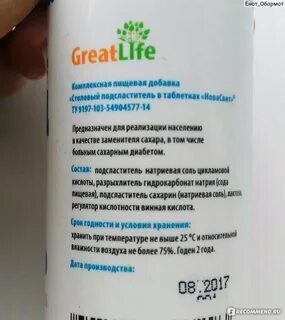 Енот_Обормот
GreatLife
Комплексная пищевая добавка
«Столовый подсластитель в таблетках «НоваСвит»
ТУ 9197-103-54904577-14
Предназначен для реализации населению
в качестве заменителя сахара, в том числе
больным сахарным диабетом.
Состав: подсластитель натриевая соль цикламовой
кислоты, разрыхлитель гидрокарбонат натрия (сода
пищевая), подсластитель сахарин (натриевая соль), лактоза,
регулятор кислотности винная кислота.
Срок годности и условия хранения:
хранить при температуре не выше 25 °С и относительной
влажности воздуха не более 75%. Годен 2 года.
Дата производства:
08.2017
IRECOMMEND.RU